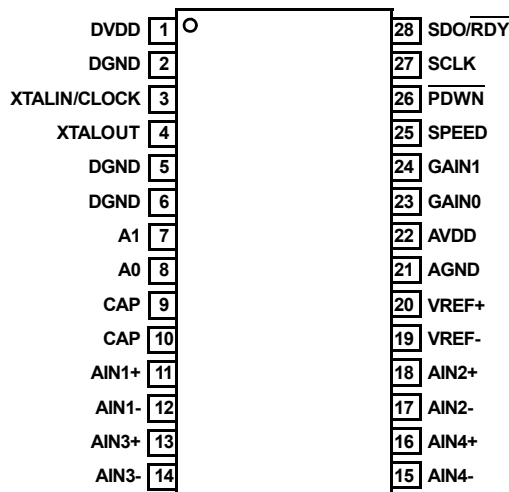 DVDD 1 28 SDO/RDY
DGND 2 27 SCLK
XTALIN/CLOCK 3 26 PDWN
XTALOUT 4 25 SPEED
DGND 5 24 GAIN1
DGND 6 23 GAIN0
A1 7 22 AVDD
A0 8 21 AGND
CAP 9 20 VREF+
CAP 10 19 VREF-
AIN1+ 11 18 AIN2+
AIN1- 12 17 AIN2-
AIN3+ 13 16 AIN4+
AIN3- 14 15 AIN4-